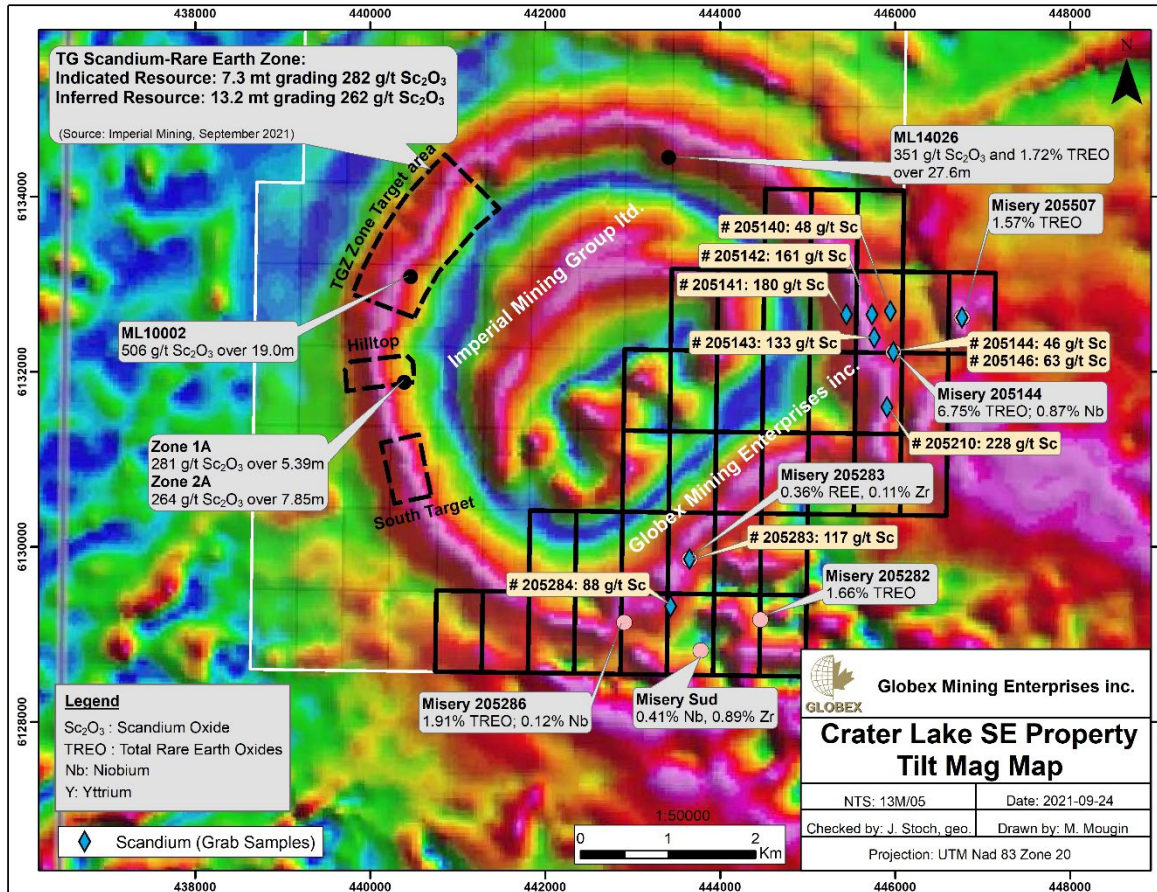 438000 440000 442000 444000 446000 448000
TG Scandium-Rare Earth Zone:
Indicated Resource: 7.3 mt grading 282 g/t Sc₂O₃
Inferred Resource: 13.2 mt grading 262 g/t Sc₂O₃
(Source: Imperial Mining, September 2021)
N
ML14026
351 g/t Sc₂O₃ and 1.72% TREO
over 27.6m
6134000
6134000
TGZ Zone Target area
Imperial Mining Group ltd.
# 205140: 48 g/t Sc
Misery 205507
1.57% TREO
# 205142: 161 g/t Sc
# 205141: 180 g/t Sc
ML10002
506 g/t Sc₂O₃ over 19.0m
# 205143: 133 g/t Sc
# 205144: 46 g/t Sc
# 205146: 63 g/t Sc
Hilltop
6132000
6132000
Misery 205144
6.75% TREO; 0.87% Nb
# 205210: 228 g/t Sc
Zone 1A
281 g/t Sc₂O₃ over 5.39m
Zone 2A
264 g/t Sc₂O₃ over 7.85m
South Target
Globex Mining Enterprises inc.
Misery 205283
0.36% REE, 0.11% Zr
# 205283: 117 g/t Sc
6130000
6130000
# 205284: 88 g/t Sc
Misery 205282
1.66% TREO
Misery 205286
1.91% TREO; 0.12% Nb
Misery Sud
0.41% Nb, 0.89% Zr
6128000
6128000
Legend
Sc₂O₃ : Scandium Oxide
TREO : Total Rare Earth Oxides
Nb: Niobium
Y: Yttrium
Scandium (Grab Samples)
1:50000
0 1 2
Km
GLOBEX
Globex Mining Enterprises inc.
Crater Lake SE Property
Tilt Mag Map
NTS: 13M/05
Date: 2021-09-24
Checked by: J. Stoch, geo.
Drawn by: M. Mougin
Projection: UTM Nad 83 Zone 20
438000 440000 442000 444000 446000 448000